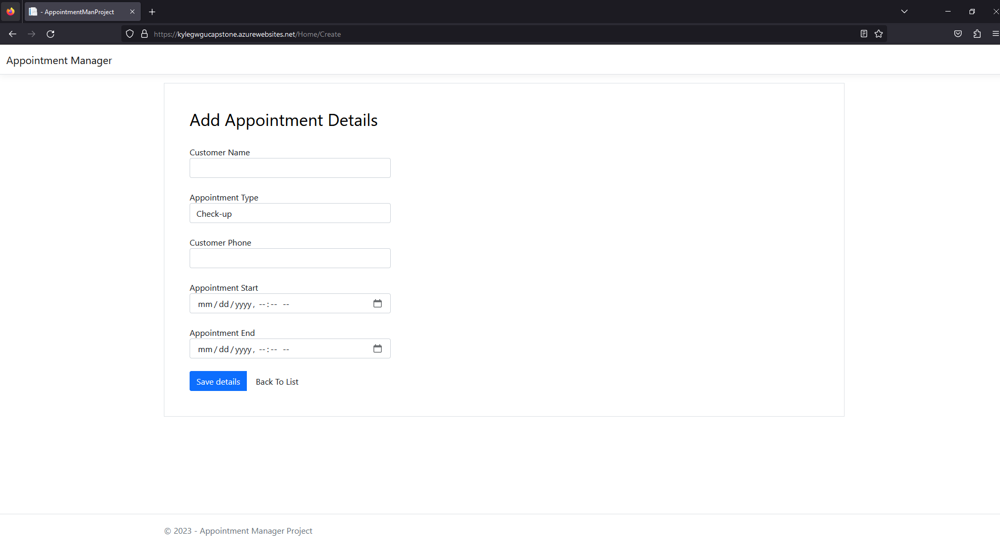 - AppointmentManProject
https://kylegwgucapstone.azurewebsites.net/Home/Create
Appointment Manager
Add Appointment Details
Customer Name
Appointment Type
Check-up
Customer Phone
Appointment Start
mm/dd/yyyy, --:-- --
Appointment End
mm/dd/yyyy, --:-- --
Save details Back To List
© 2023 - Appointment Manager Project